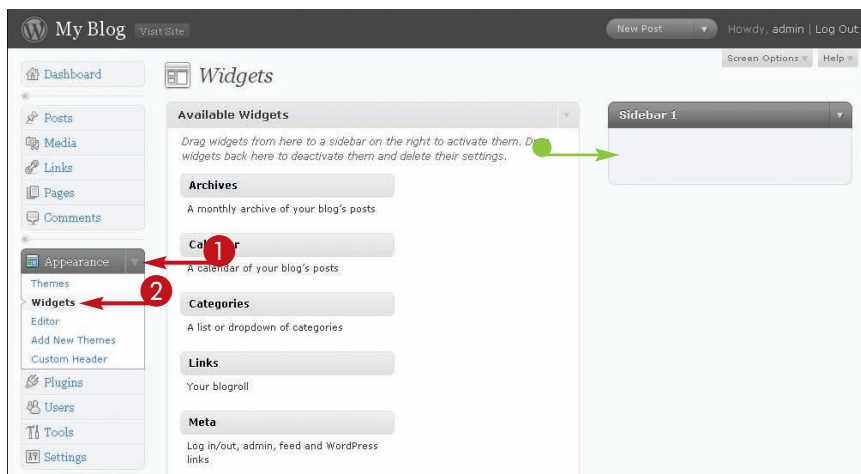 My Blog Visit Site
New Post
Howdy, admin | Log Out
Screen Options Help
Dashboard
Posts
Media
Links
Pages
Comments
Appearance
Themes
Widgets
Editor
Add New Themes
Custom Header
Plugins
Users
Tools
Settings
1
2
Widgets
Available Widgets
Drag widgets from here to a sidebar on the right to activate them.
widgets back here to deactivate them and delete their settings.
Archives
A monthly archive of your blog's posts
A calendar of your blog's posts
Categories
A list or dropdown of categories
Links
Your blogroll
Meta
Log in/out, admin, feed and WordPress
links
Sidebar 1